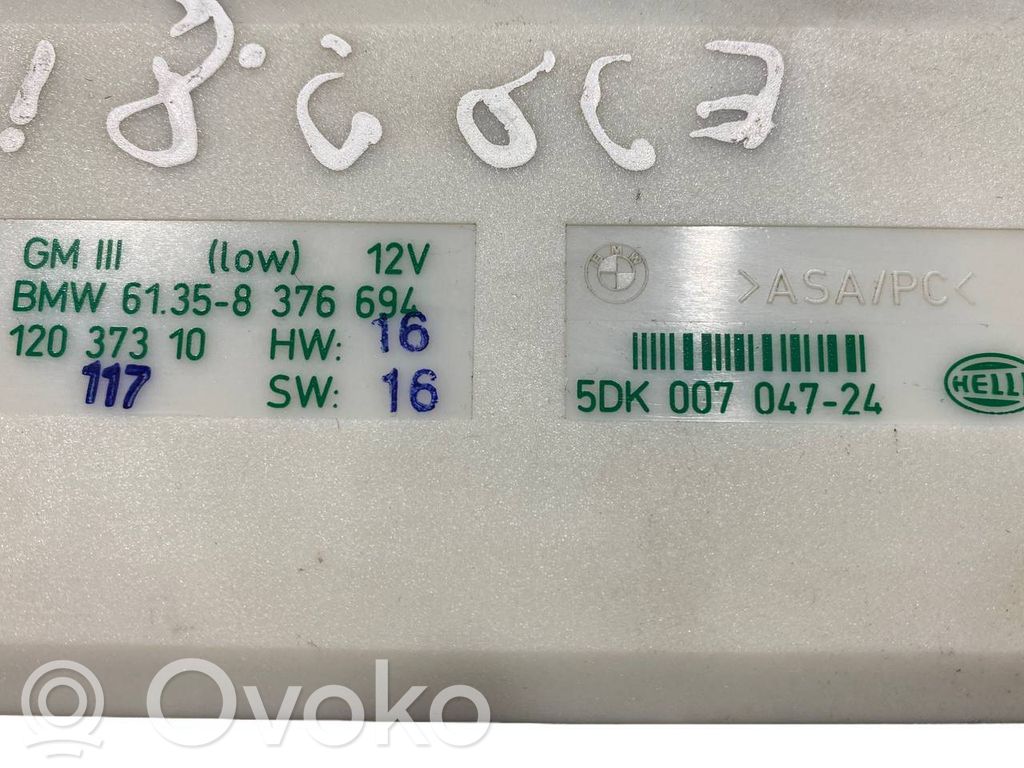 GM III (low) 12V
BMW 61.35-8 376 694
120 373 10 HW: 16
117 SW: 16
BMW
>ASA/PC<
5DK 007 047-24
Ovoko